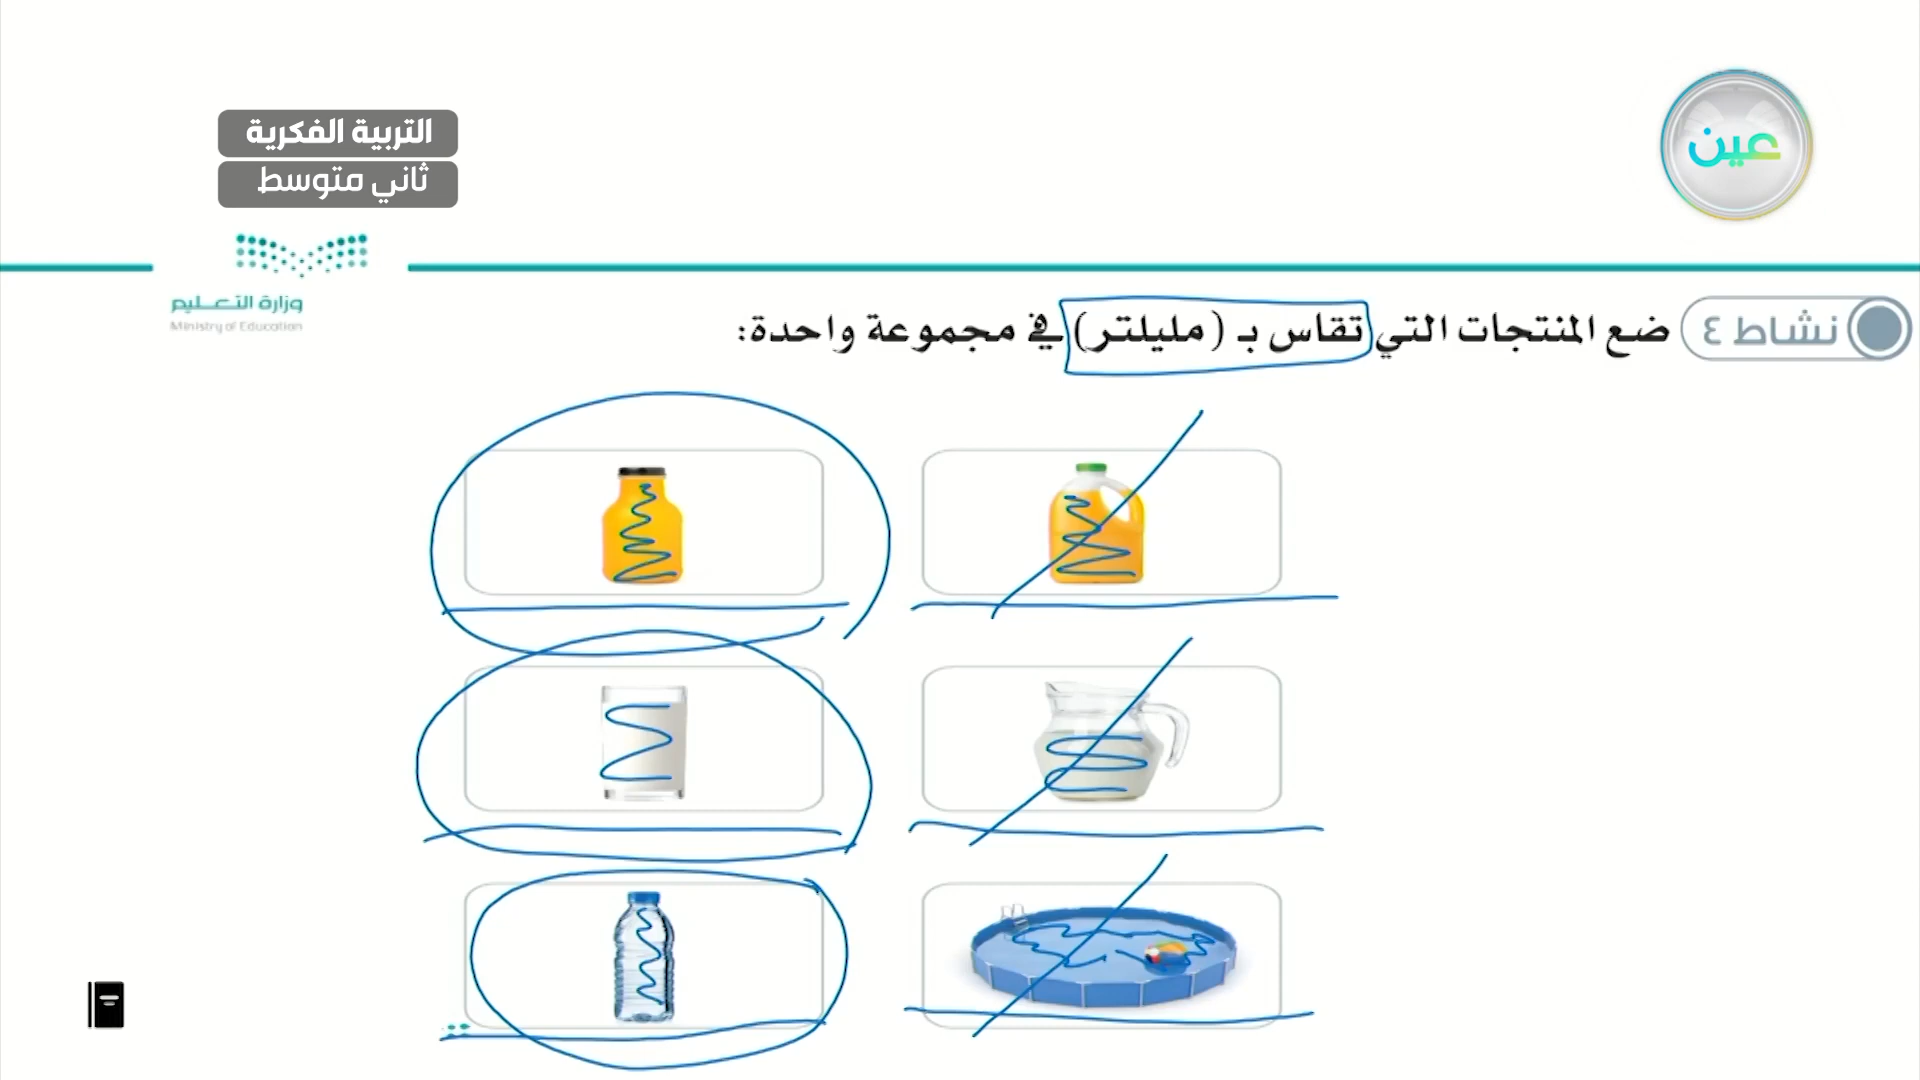 عين
التربية الفكرية
ثاني متوسط
وزارة التعـــليم
Ministry of Education
نشاط ٤
ضع المنتجات التي تقاس بـ (مليلتر) في مجموعة واحدة: